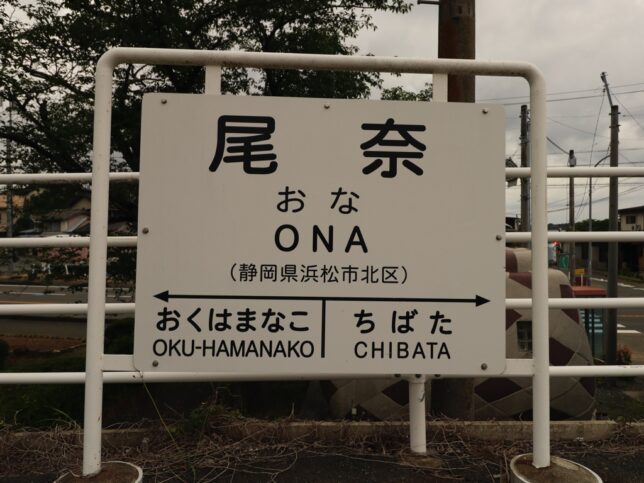 尾奈
おな
ONA
(静岡県浜松市北区)
おくはまなこ ちばた
OKU-HAMANAKO CHIBATA